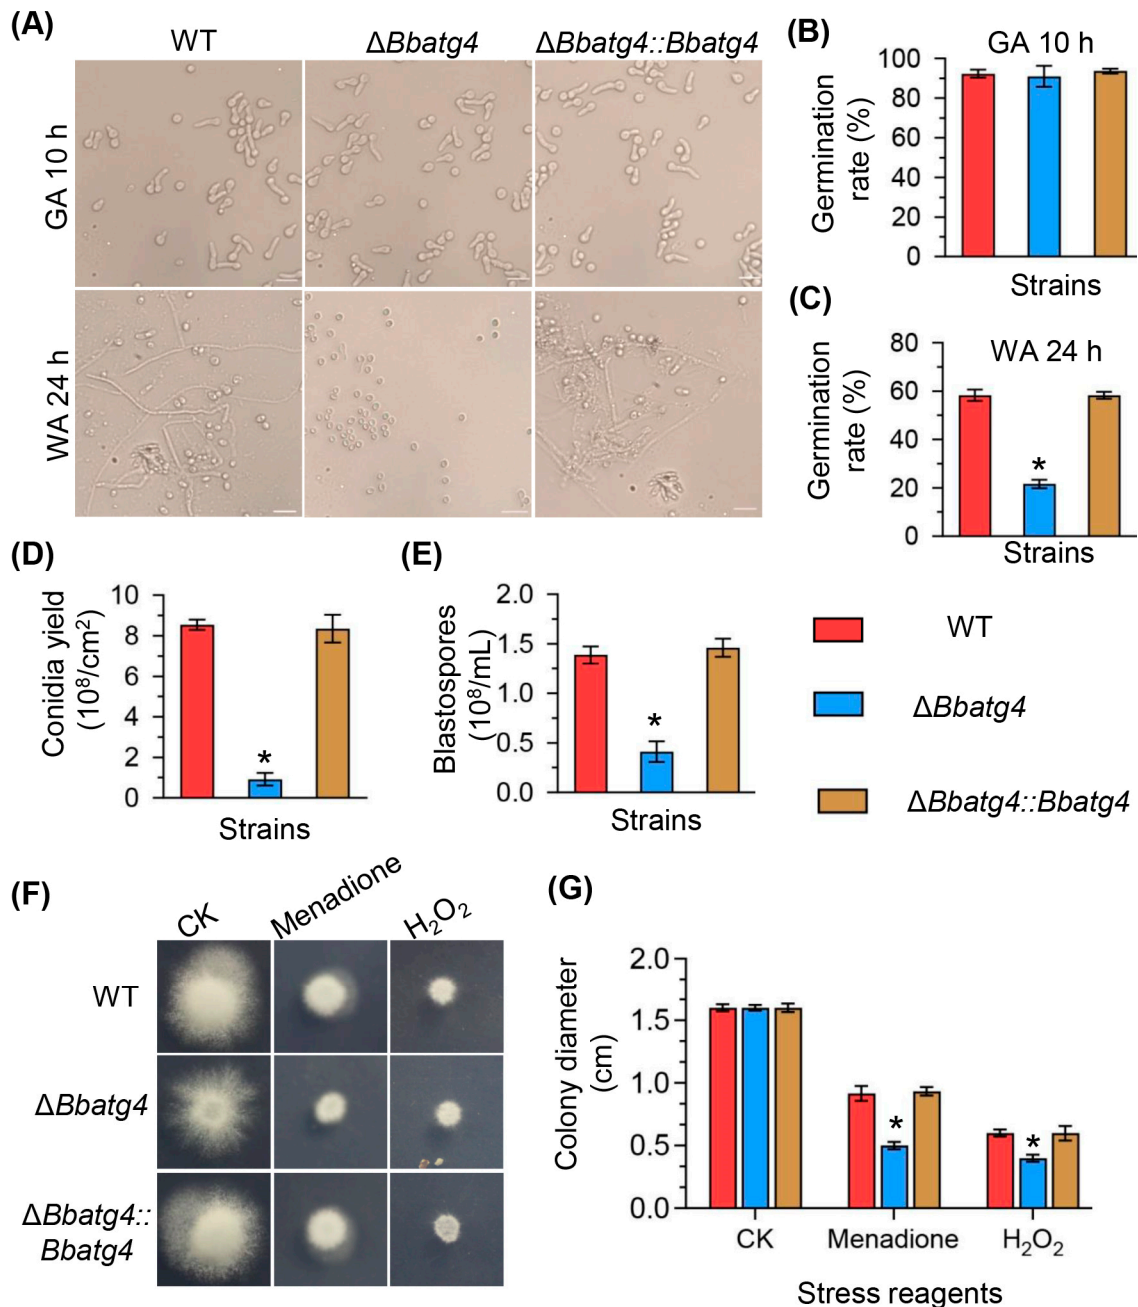 (A)
WT
ΔBbatg4
ΔBbatg4::Bbatg4
GA 10 h
WA 24 h
(B)
GA 10 h
Germination
rate (%)
100
80
60
40
20
0
Strains
(C)
WA 24 h
Germination
rate (%)
80
60
40
20
0
*
Strains
(D)
Conidia yield
(10⁸/cm²)
10
8
6
4
2
0
*
Strains
(E)
Blastospores
(10⁸/mL)
2.0
1.5
1.0
0.5
0.0
*
Strains
WT
ΔBbatg4
ΔBbatg4::Bbatg4
(F)
CK
Menadione
H₂O₂
WT
ΔBbatg4
ΔBbatg4::
Bbatg4
(G)
Colony diameter
(cm)
2.0
1.5
1.0
0.5
0.0
*
*
CK
Menadione
H₂O₂
Stress reagents